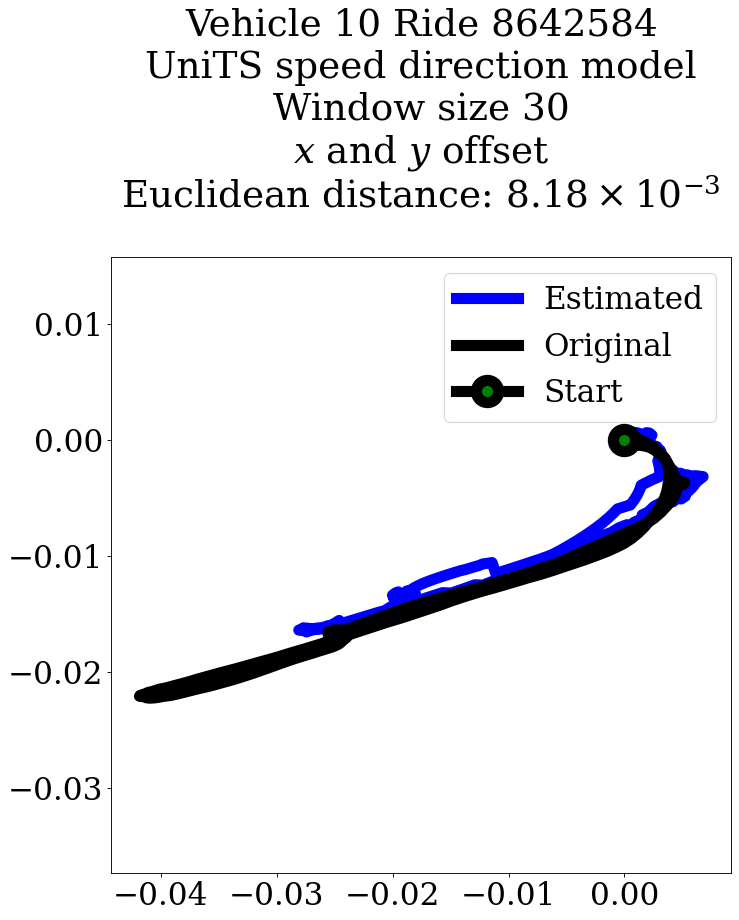 Vehicle 10 Ride 8642584
UniTS speed direction model
Window size 30
x and y offset
Euclidean distance: 8.18 × 10⁻³
Estimated
Original
Start
0.01
0.00
−0.01
−0.02
−0.03
−0.04 −0.03 −0.02 −0.01 0.00